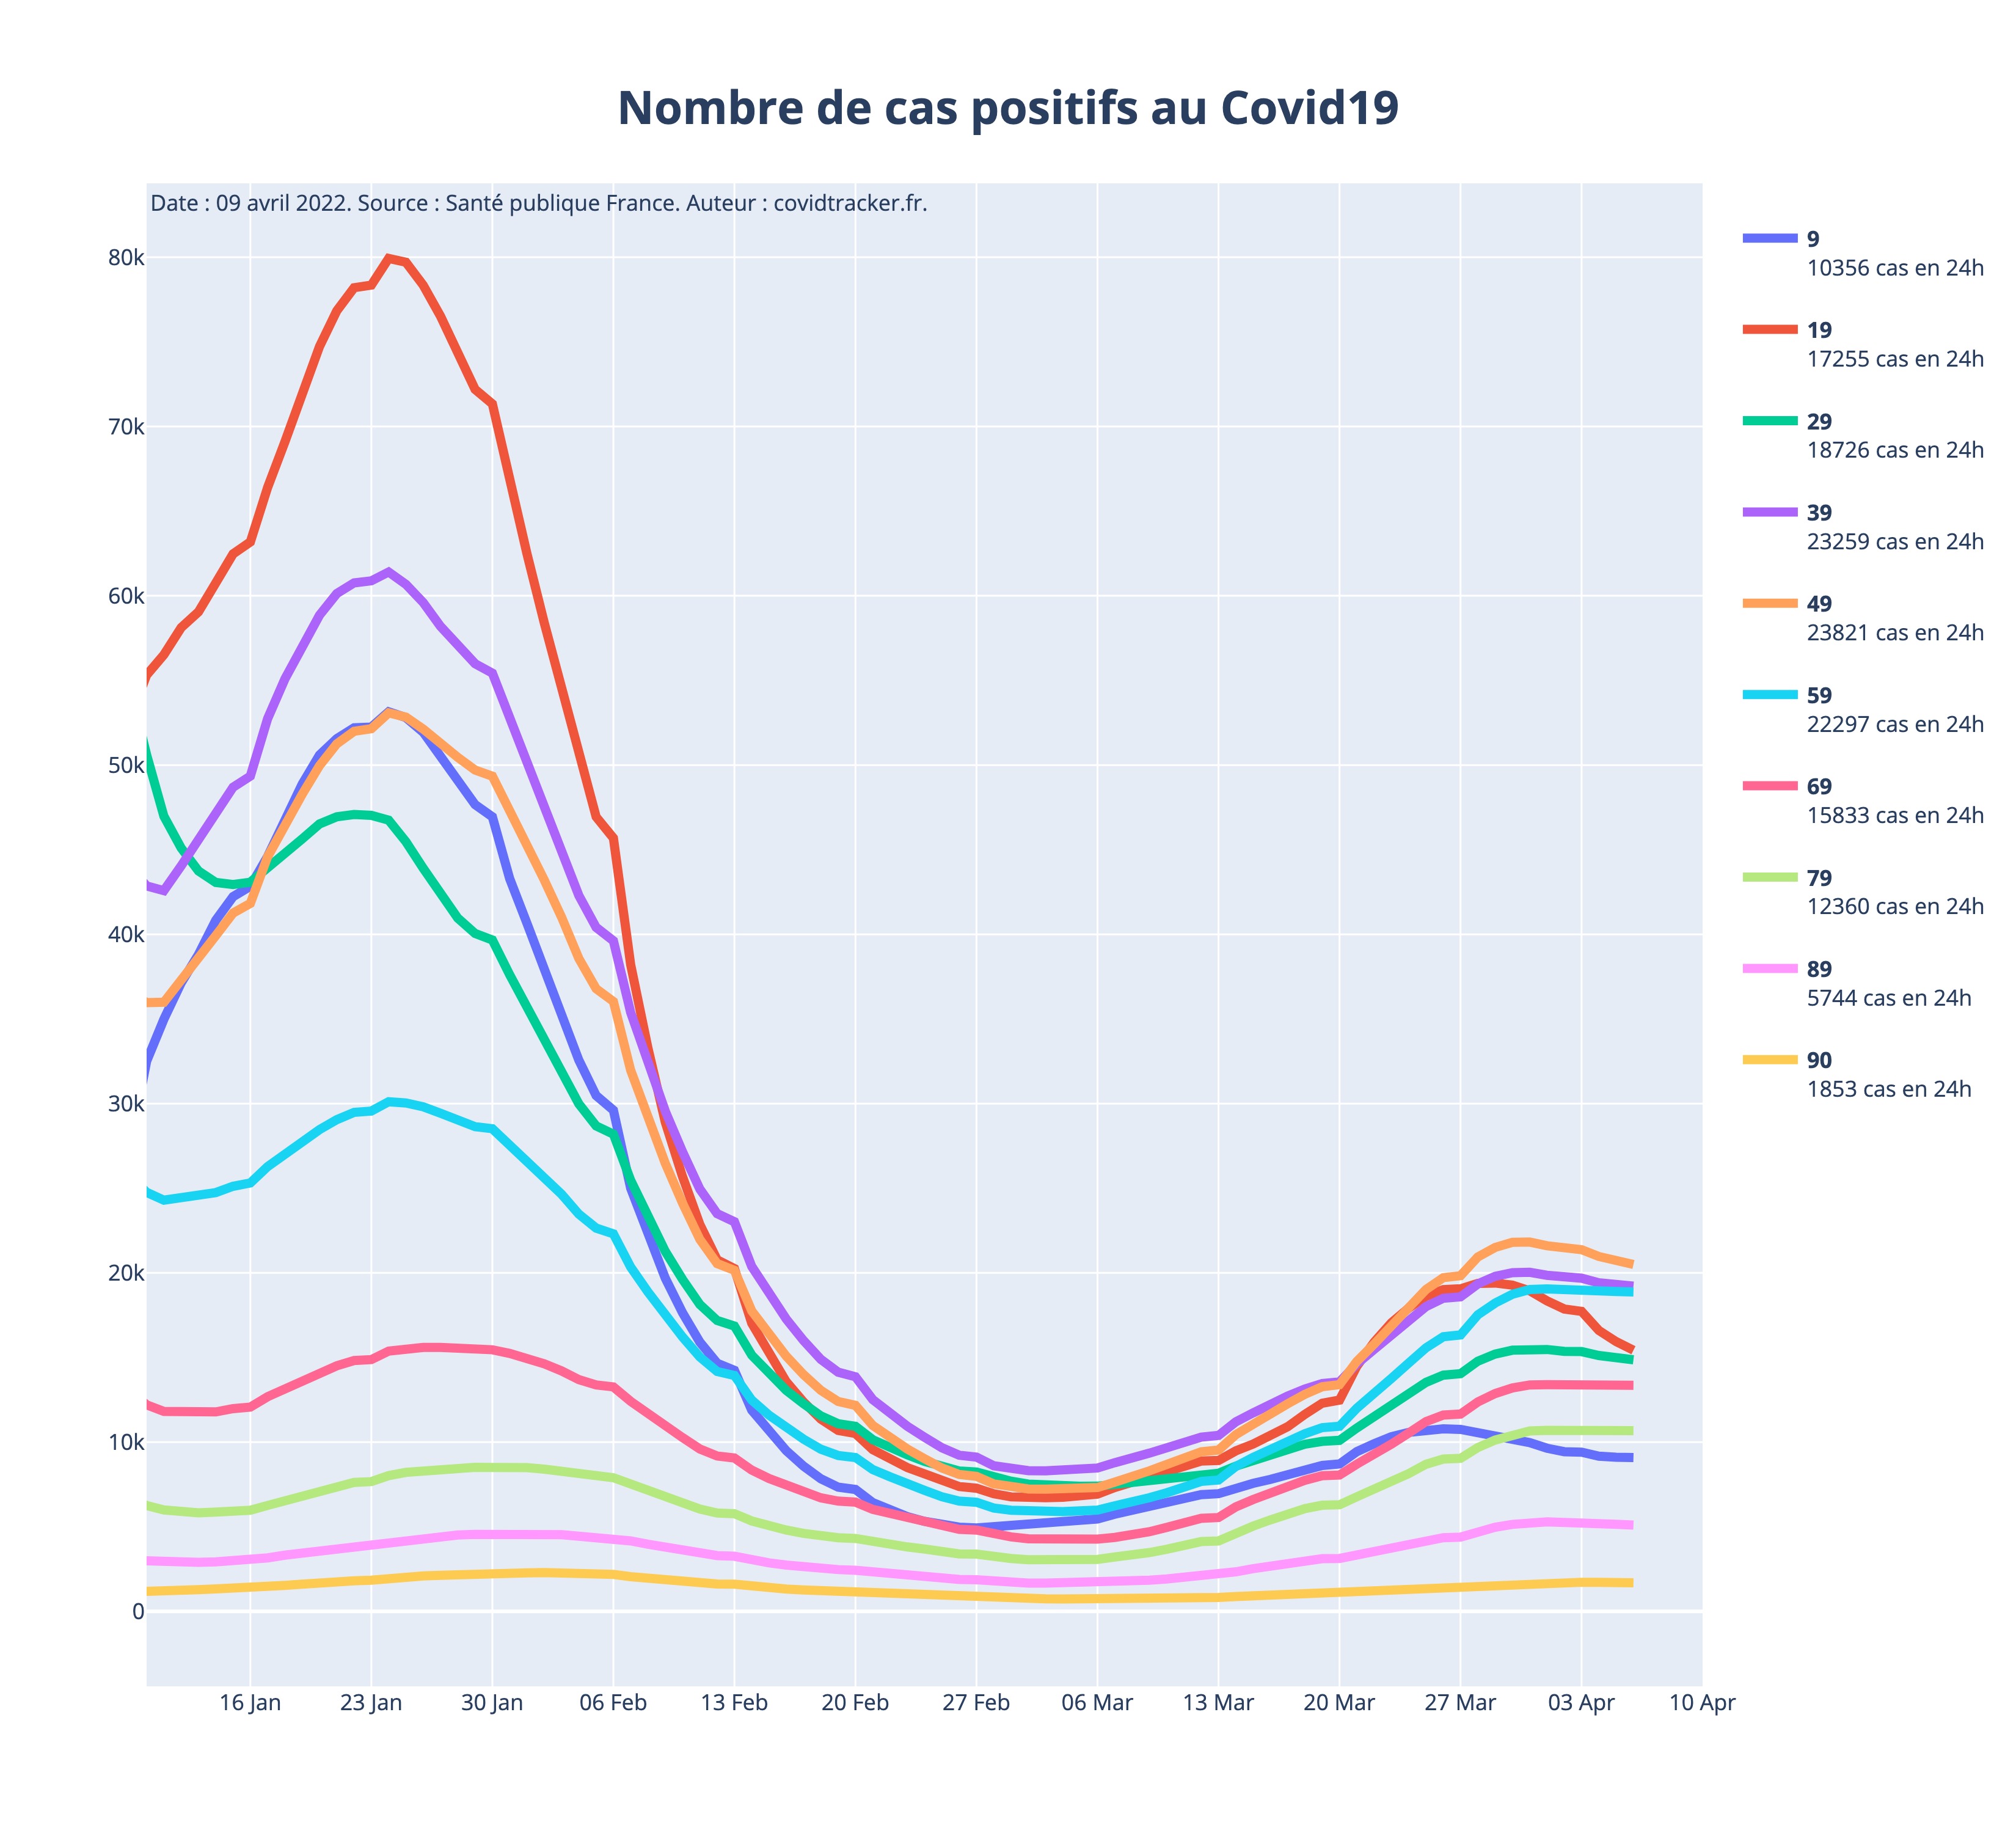 Nombre de cas positifs au Covid19
Date : 09 avril 2022. Source : Santé publique France. Auteur : covidtracker.fr.
80k
70k
60k
50k
40k
30k
20k
10k
0
16 Jan
23 Jan
30 Jan
06 Feb
13 Feb
20 Feb
27 Feb
06 Mar
13 Mar
20 Mar
27 Mar
03 Apr
10 Apr
9
10356 cas en 24h
19
17255 cas en 24h
29
18726 cas en 24h
39
23259 cas en 24h
49
23821 cas en 24h
59
22297 cas en 24h
69
15833 cas en 24h
79
12360 cas en 24h
89
5744 cas en 24h
90
1853 cas en 24h